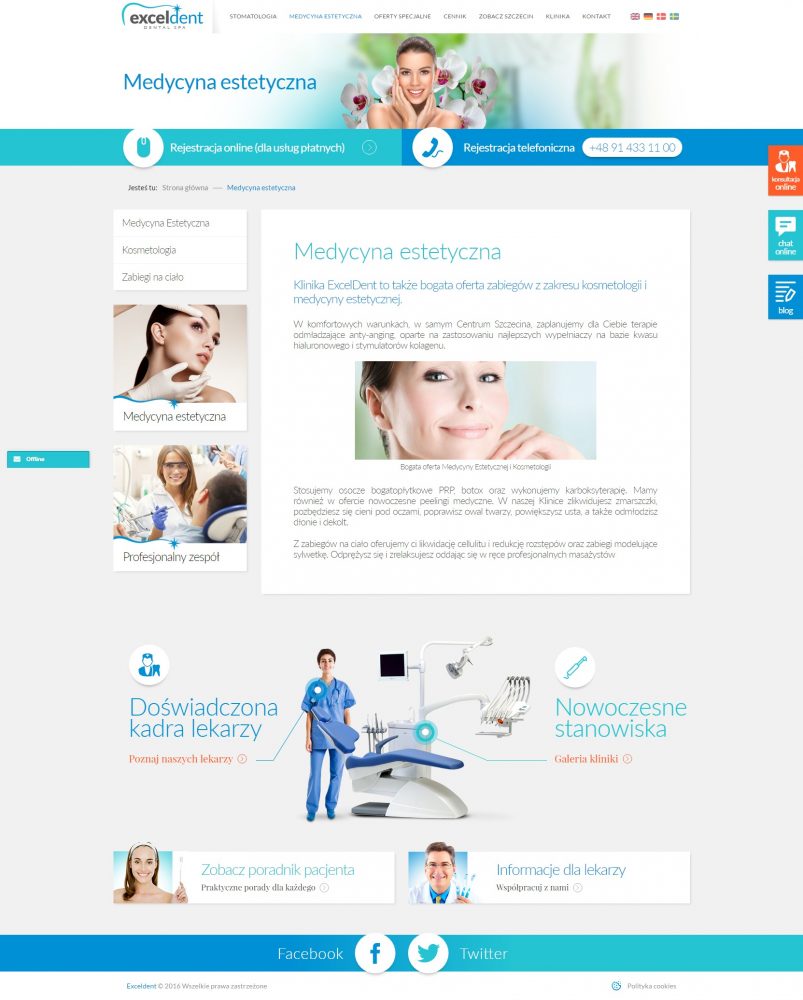 exceldent
DENTAL SPA
STOMATOLOGIA
MEDYCYNA ESTETYCZNA
OFERTY SPECJALNE
CENNIK
ZOBACZ SZCZECIN
KLINIKA
KONTAKT
Medycyna estetyczna
Rejestracja online (dla usług płatnych)
Rejestracja telefoniczna
+48 91 433 11 00
konsultacja
online
chat
online
blog
Jesteś tu: Strona główna — Medycyna estetyczna
Medycyna Estetyczna
Kosmetologia
Zabiegi na ciało
Medycyna estetyczna
Profesjonalny zespół
Offline
Medycyna estetyczna
Klinika ExcelDent to także bogata oferta zabiegów z zakresu kosmetologii i
medycyny estetycznej.
W komfortowych warunkach, w samym Centrum Szczecina, zaplanujemy dla Ciebie terapie
odmładzające anty-anging, oparte na zastosowaniu najlepszych wypełniaczy na bazie kwasu
hialuronowego i stymulatorów kolagenu.
Bogata oferta Medycyny Estetycznej i Kosmetologii
Stosujemy osocze bogatopłytkowe PRP, botox oraz wykonujemy karboksyterapię. Mamy
również w ofercie nowoczesne peelingi medyczne. W naszej Klinice zlikwidujesz zmarszczki,
pozbędziesz się cieni pod oczami, poprawisz owal twarzy, powiększysz usta, a także odmłodzisz
dłonie i dekolt.
Z zabiegów na ciało oferujemy ci likwidację cellulitu i redukcję rozstępów oraz zabiegi modelujące
sylwetkę. Odprężysz się i zrelaksujesz oddając się w ręce profesjonalnych masażystów
Doświadczona
kadra lekarzy
Poznaj naszych lekarzy
Nowoczesne
stanowiska
Galeria kliniki
Zobacz poradnik pacjenta
Praktyczne porady dla każdego
Informacje dla lekarzy
Współpracuj z nami
Facebook
Twitter
Exceldent © 2016 Wszelkie prawa zastrzeżone
Polityka cookies